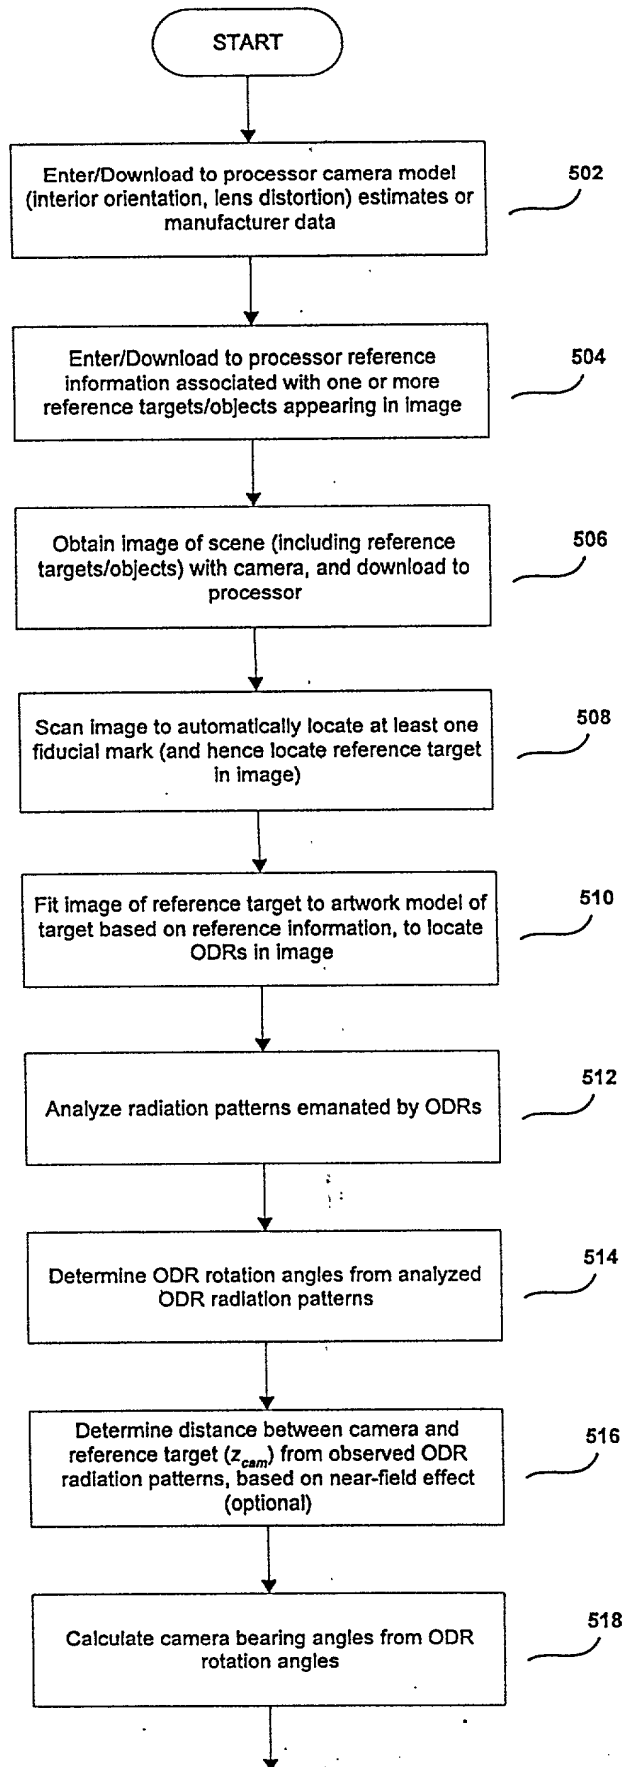 START
Enter/Download to processor camera model
(interior orientation, lens distortion) estimates or
manufacturer data
502
Enter/Download to processor reference
information associated with one or more
reference targets/objects appearing in image
504
Obtain image of scene (including reference
targets/objects) with camera, and download to
processor
506
Scan image to automatically locate at least one
fiducial mark (and hence locate reference target
in image)
508
Fit image of reference target to artwork model of
target based on reference information, to locate
ODRs in image
510
Analyze radiation patterns emanated by ODRs
512
Determine ODR rotation angles from analyzed
ODR radiation patterns
514
Determine distance between camera and
reference target (zcam) from observed ODR
radiation patterns, based on near-field effect
(optional)
516
Calculate camera bearing angles from ODR
rotation angles
518